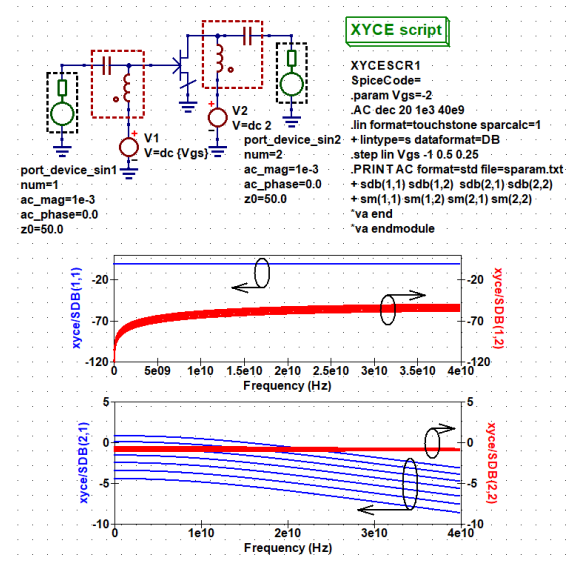 XYCE script
XYCESCR1
SpiceCode=
.param Vgs=-2
.AC dec 20 1e3 40e9
.lin format=touchstone sparcalc=1
+ lintype=s dataformat=DB
.step lin Vgs -1 0.5 0.25
.PRINT AC format=std file=sparam.txt
+ sdb(1,1) sdb(1,2) sdb(2,1) sdb(2,2)
+ sm(1,1) sm(1,2) sm(2,1) sm(2,2)
*va end
*va endmodule
V1
V=dc {Vgs}
V2
V=dc 2
port_device_sin1
num=1
ac_mag=1e-3
ac_phase=0.0
z0=50.0
port_device_sin2
num=2
ac_mag=1e-3
ac_phase=0.0
z0=50.0
xyce/SDB(1,1)
-20
-70
-120
-20
-70
-120
xyce/SDB(1,2)
0 5e09 1e10 1.5e10 2e10 2.5e10 3e10 3.5e10 4e10
Frequency (Hz)
xyce/SDB(2,1)
5
0
-5
-10
5
0
-5
-10
xyce/SDB(2,2)
0 1e10 2e10 3e10 4e10
Frequency (Hz)